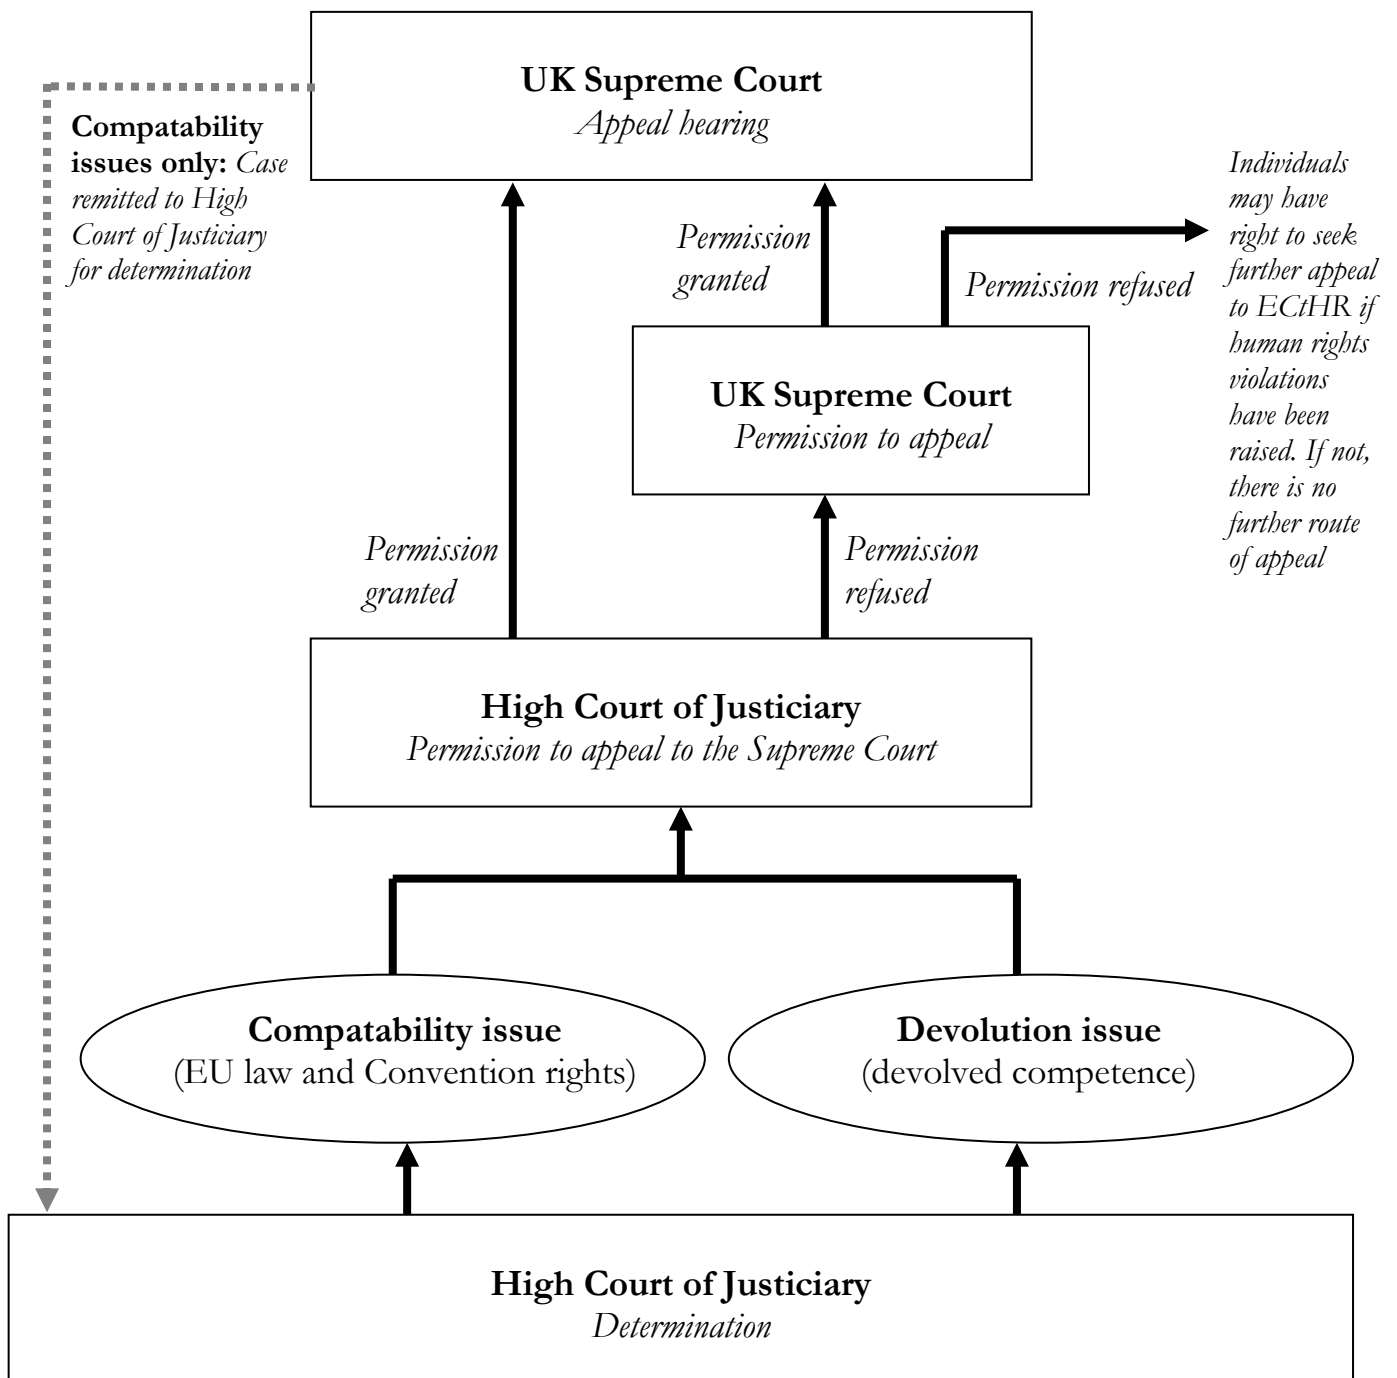 UK Supreme Court
Appeal hearing
Compatability
issues only: Case
remitted to High
Court of Justiciary
for determination
Individuals
may have
right to seek
further appeal
to ECtHR if
human rights
violations
have been
raised. If not,
there is no
further route
of appeal
Permission
granted
Permission refused
UK Supreme Court
Permission to appeal
Permission
granted
Permission
refused
High Court of Justiciary
Permission to appeal to the Supreme Court
Compatability issue
(EU law and Convention rights)
Devolution issue
(devolved competence)
High Court of Justiciary
Determination